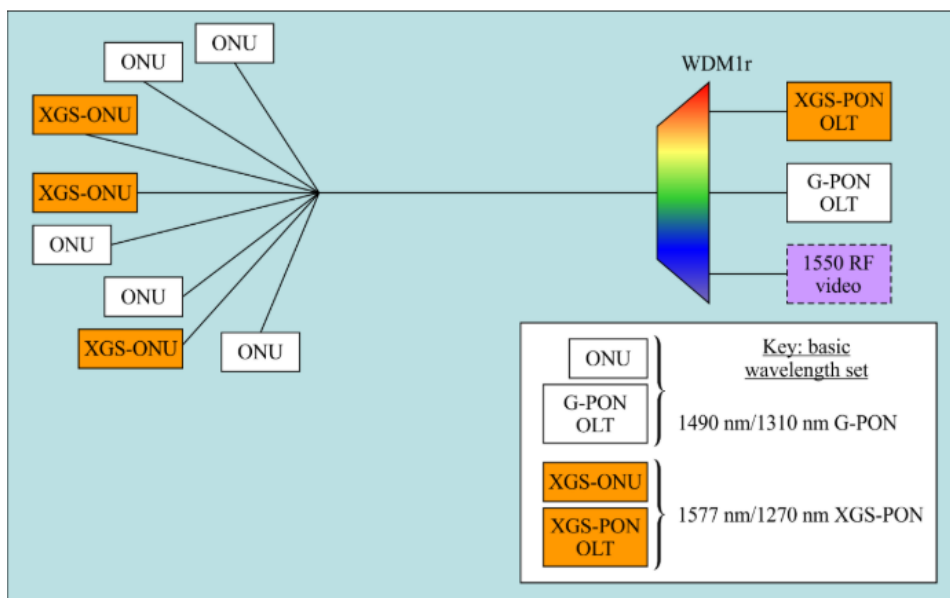 ONU
ONU
XGS-ONU
XGS-ONU
ONU
ONU
XGS-ONU
ONU
WDM1r
XGS-PON
OLT
G-PON
OLT
1550 RF
video
Key: basic
wavelength set
ONU
G-PON
OLT
1490 nm/1310 nm G-PON
XGS-ONU
XGS-PON
OLT
1577 nm/1270 nm XGS-PON